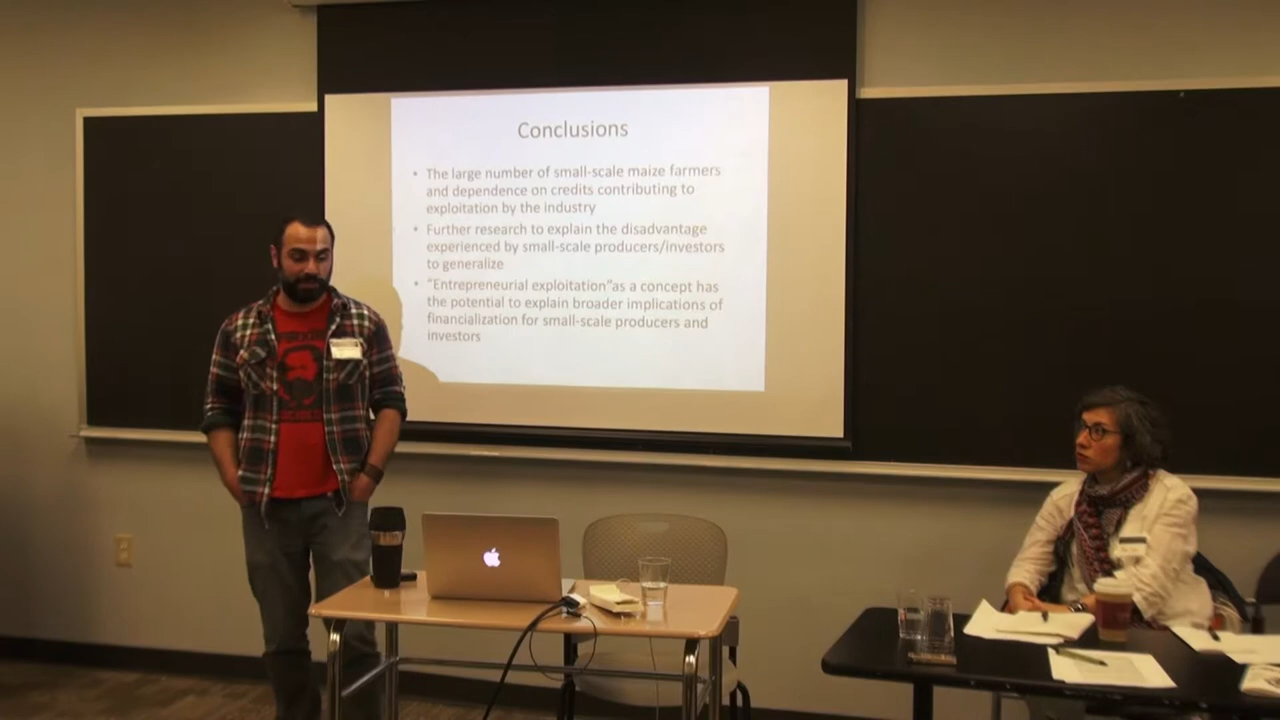 Conclusions
• The large number of small-scale maize farmers
and dependence on credits contributing to
exploitation by the industry
• Further research to explain the disadvantage
experienced by small-scale producers/investors
to generalize
• “Entrepreneurial exploitation”as a concept has
the potential to explain broader implications of
financialization for small-scale producers and
investors